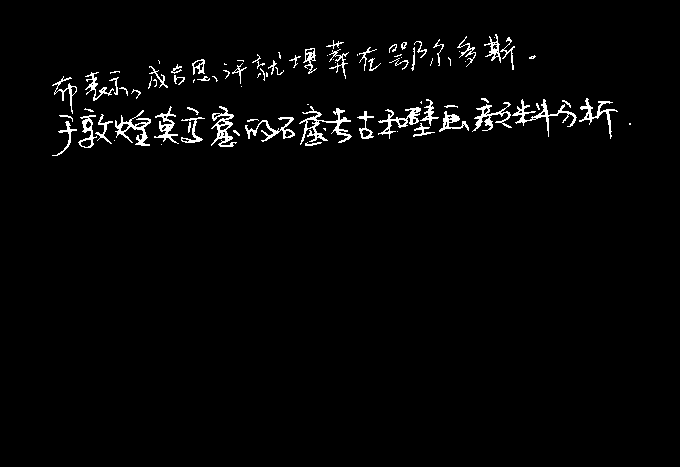 布表示，成吉思汗就埋葬在鄂尔多斯。
于敦煌莫高窟的石窟考古和壁画颜料分析.